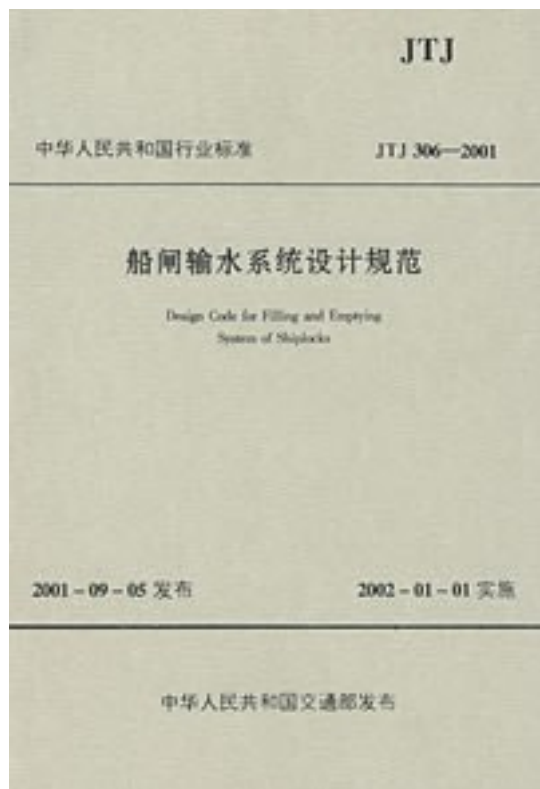 JTJ
中华人民共和国行业标准 JTJ 306—2001
船闸输水系统设计规范
Design Code for Filling and Emptying
System of Shiplocks
2001-09-05 发布 2002-01-01 实施
中华人民共和国交通部发布